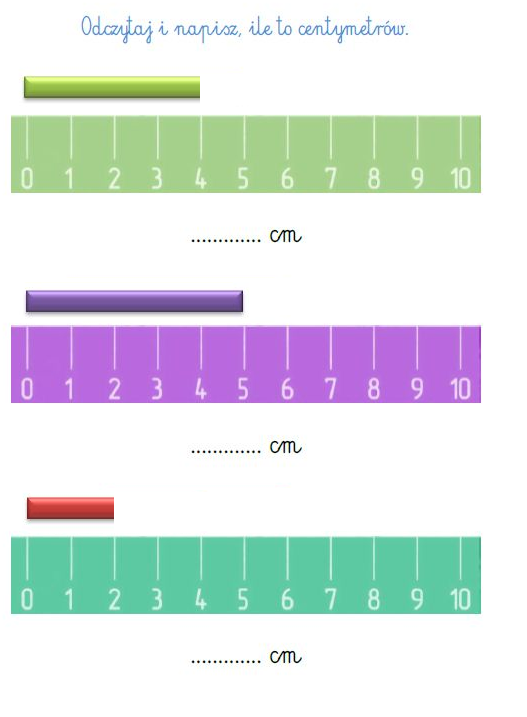 Odczytaj i napisz, ile to centymetrów.
0 1 2 3 4 5 6 7 8 9 10
............. cm
0 1 2 3 4 5 6 7 8 9 10
............. cm
0 1 2 3 4 5 6 7 8 9 10
............. cm